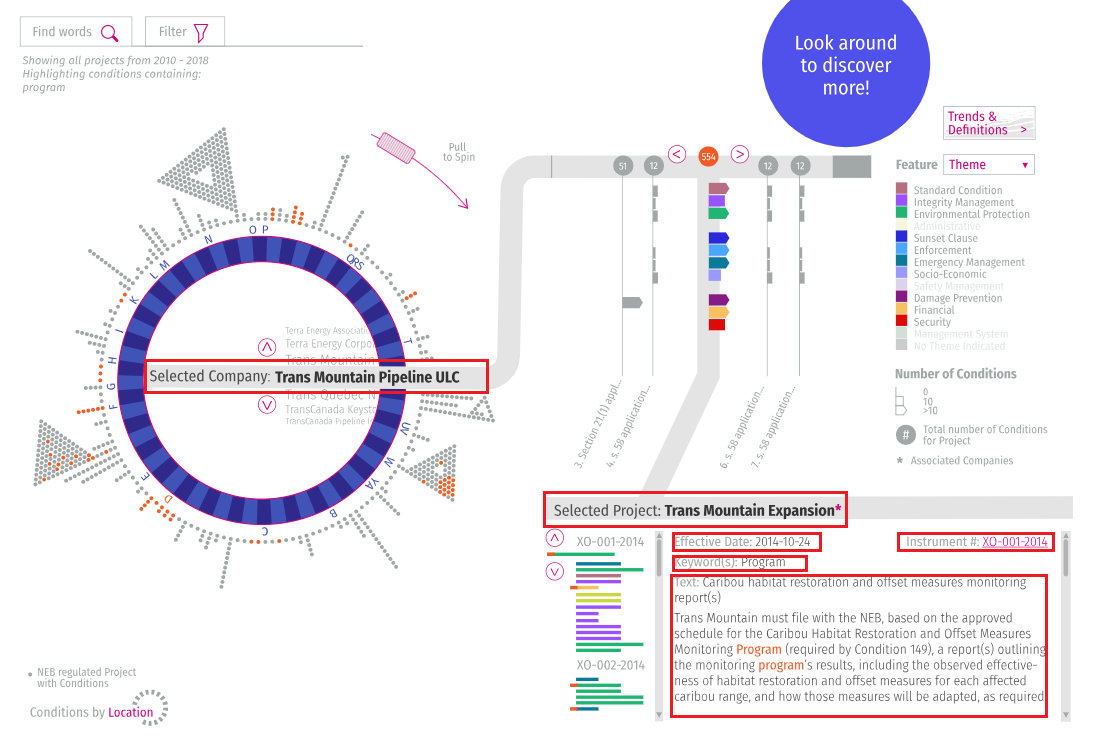 Find words
Filter
Showing all projects from 2010 - 2018
Highlighting conditions containing:
program
Look around
to discover
more!
Trends &
Definitions >
Pull
to Spin
51
12
<
554
>
12
12
Feature
Theme
Standard Condition
Integrity Management
Environmental Protection
Administrative
Sunset Clause
Enforcement
Emergency Management
Socio-Economic
Safety Management
Damage Prevention
Financial
Security
Management System
No Theme Indicated
Number of Conditions
0
10
>10
#
Total number of Conditions
for Project
* Associated Companies
O P
QRS
T
UV
W
YA
B
C
D
E
F
G
H
I
K
L M
N
Terra Energy Associati
Terra Energy Corpo
Trans Mountain
Selected Company: Trans Mountain Pipeline ULC
Trans Quebec N
TransCanada Keysto
TransCanada Pipeline
3. Section 21.(1) appl...
4. s. 58 application...
6. s. 58 application...
7. s. 58 application...
Selected Project: Trans Mountain Expansion*
XO-001-2014
XO-002-2014
Effective Date: 2014-10-24
Instrument #: XO-001-2014
Keyword(s): Program
Text: Caribou habitat restoration and offset measures monitoring
report(s)
Trans Mountain must file with the NEB, based on the approved
schedule for the Caribou Habitat Restoration and Offset Measures
Monitoring Program (required by Condition 149), a report(s) outlining
the monitoring program's results, including the observed effective-
ness of habitat restoration and offset measures for each affected
caribou range, and how those measures will be adapted, as required
NEB regulated Project
with Conditions
Conditions by Location